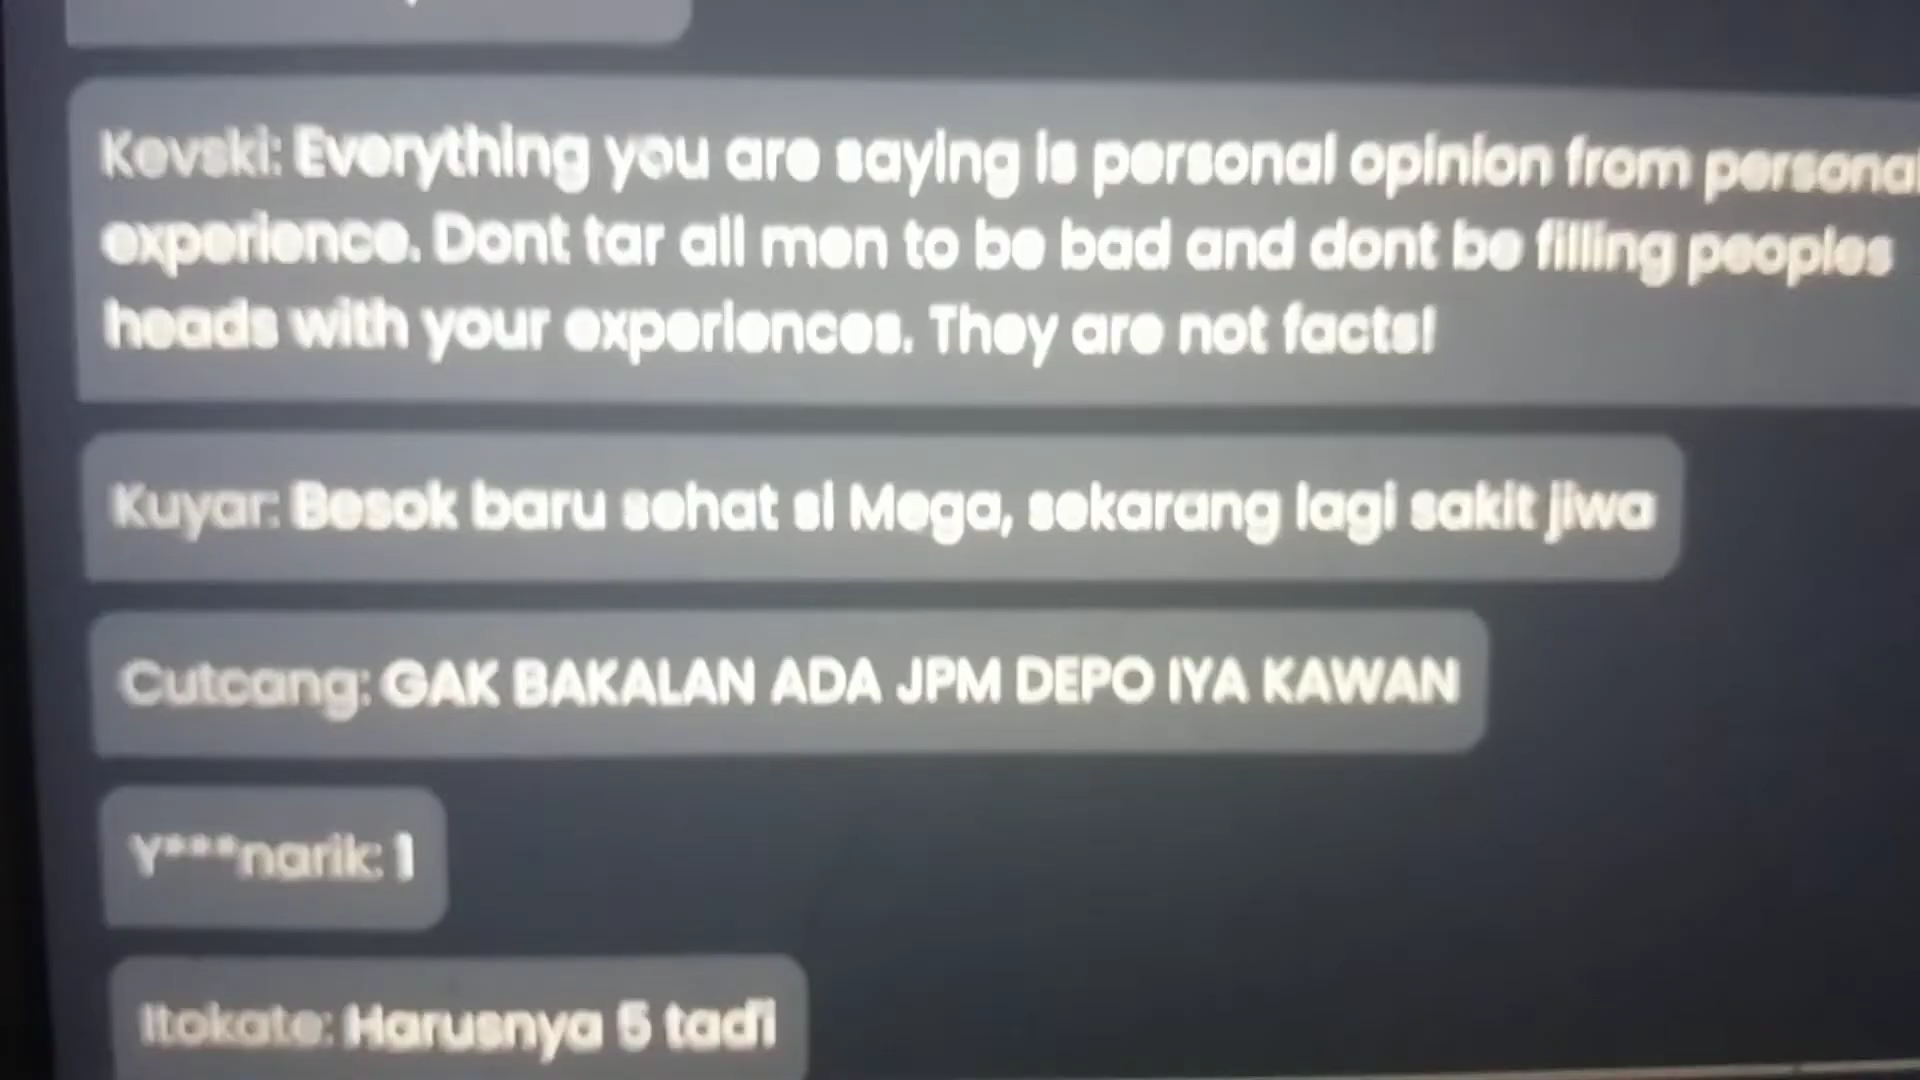 Kevski: Everything you are saying is personal opinion from personal
experience. Dont tar all men to be bad and dont be filling peoples
heads with your experiences. They are not facts!
Kuyar: Besok baru sehat si Mega, sekarang lagi sakit jiwa
Cutcang: GAK BAKALAN ADA JPM DEPO IYA KAWAN
Y***narik: 1
Itokate: Harusnya 5 tadi